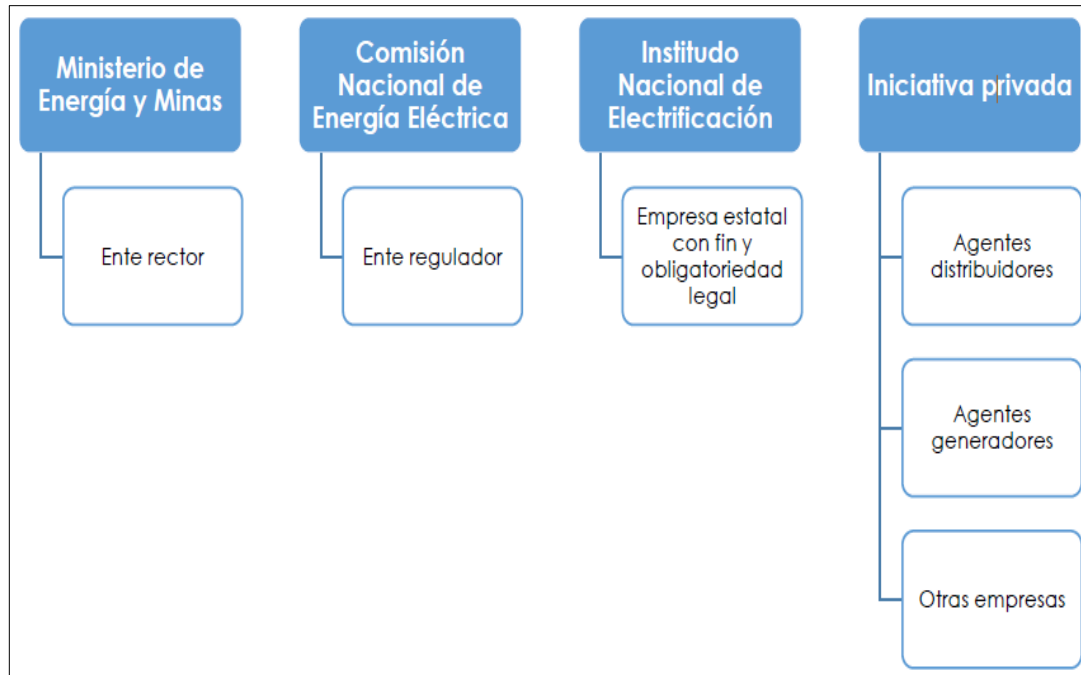 Ministerio de
Energía y Minas
Ente rector
Comisión
Nacional de
Energía Eléctrica
Ente regulador
Institudo
Nacional de
Electrificación
Empresa estatal
con fin y
obligatoriedad
legal
Iniciativa privada
Agentes
distribuidores
Agentes
generadores
Otras empresas